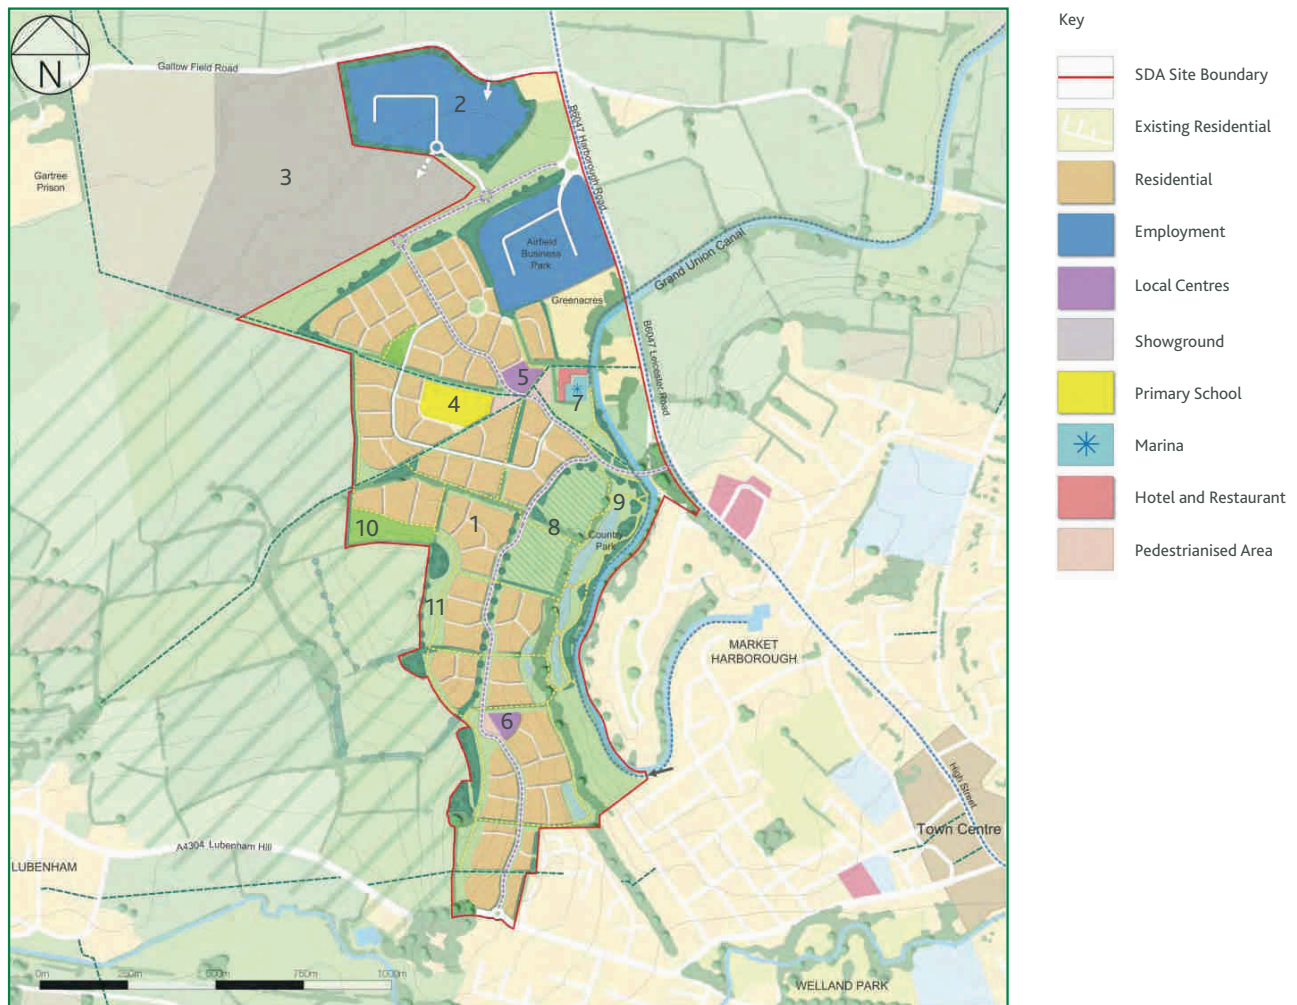 N
Gallow Field Road
Gartree
Prison
2
3
B6047 Harborough Road
Airfield
Business
Park
Grand Union Canal
Greenacres
B6047 Leicester Road
5
4
7
9
10
1
8
Country
Park
11
MARKET
HARBOROUGH
6
High Street
Town Centre
A4304 Lubenham Hill
LUBENHAM
0m
250m
500m
750m
1000m
WELLAND PARK
Key
SDA Site Boundary
Existing Residential
Residential
Employment
Local Centres
Showground
Primary School
Marina
Hotel and Restaurant
Pedestrianised Area